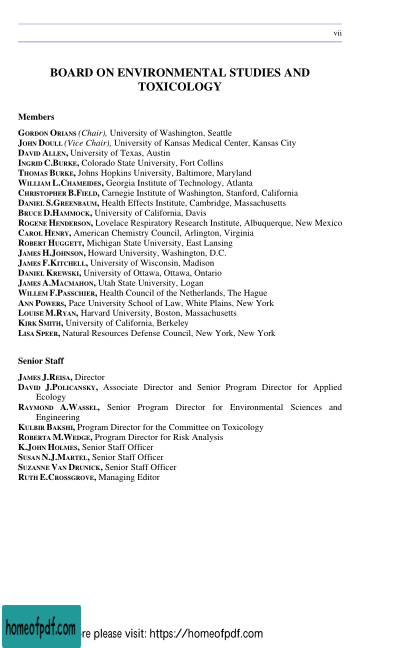 vii
BOARD ON ENVIRONMENTAL STUDIES AND
TOXICOLOGY
Members
GORDON ORIANS (Chair), University of Washington, Seattle
JOHN DOULL (Vice Chair), University of Kansas Medical Center, Kansas City
DAVID ALLEN, University of Texas, Austin
INGRID C.BURKE, Colorado State University, Fort Collins
THOMAS BURKE, Johns Hopkins University, Baltimore, Maryland
WILLIAM L.CHAMEIDES, Georgia Institute of Technology, Atlanta
CHRISTOPHER B.FIELD, Carnegie Institute of Washington, Stanford, California
DANIEL S.GREENBAUM, Health Effects Institute, Cambridge, Massachusetts
BRUCE D.HAMMOCK, University of California, Davis
ROGENE HENDERSON, Lovelace Respiratory Research Institute, Albuquerque, New Mexico
CAROL HENRY, American Chemistry Council, Arlington, Virginia
ROBERT HUGGETT, Michigan State University, East Lansing
JAMES H.JOHNSON, Howard University, Washington, D.C.
JAMES F.KITCHELL, University of Wisconsin, Madison
DANIEL KREWSKI, University of Ottawa, Ottawa, Ontario
JAMES A.MACMAHON, Utah State University, Logan
WILLEM F.PASSCHIER, Health Council of the Netherlands, The Hague
ANN POWERS, Pace University School of Law, White Plains, New York
LOUISE M.RYAN, Harvard University, Boston, Massachusetts
KIRK SMITH, University of California, Berkeley
LISA SPEER, Natural Resources Defense Council, New York, New York
Senior Staff
JAMES J.REISA, Director
DAVID J.POLICANSKY, Associate Director and Senior Program Director for Applied
Ecology
RAYMOND A.WASSEL, Senior Program Director for Environmental Sciences and
Engineering
KULBIR BAKSHI, Program Director for the Committee on Toxicology
ROBERTA M.WEDGE, Program Director for Risk Analysis
K.JOHN HOLMES, Senior Staff Officer
SUSAN N.J.MARTEL, Senior Staff Officer
SUZANNE VAN DRUNICK, Senior Staff Officer
RUTH E.CROSSGROVE, Managing Editor
homeofpdf.com re please visit: https://homeofpdf.com